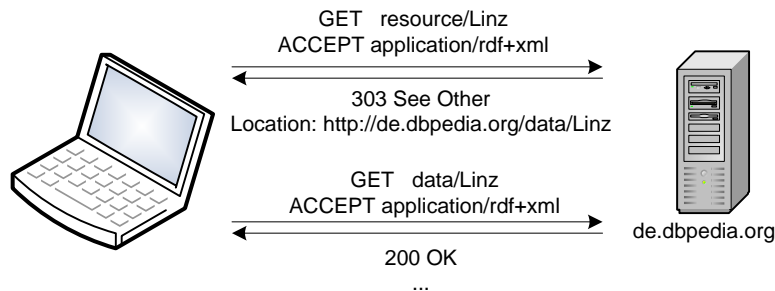 GET resource/Linz
ACCEPT application/rdf+xml
303 See Other
Location: http://de.dbpedia.org/data/Linz
GET data/Linz
ACCEPT application/rdf+xml
de.dbpedia.org
200 OK
...